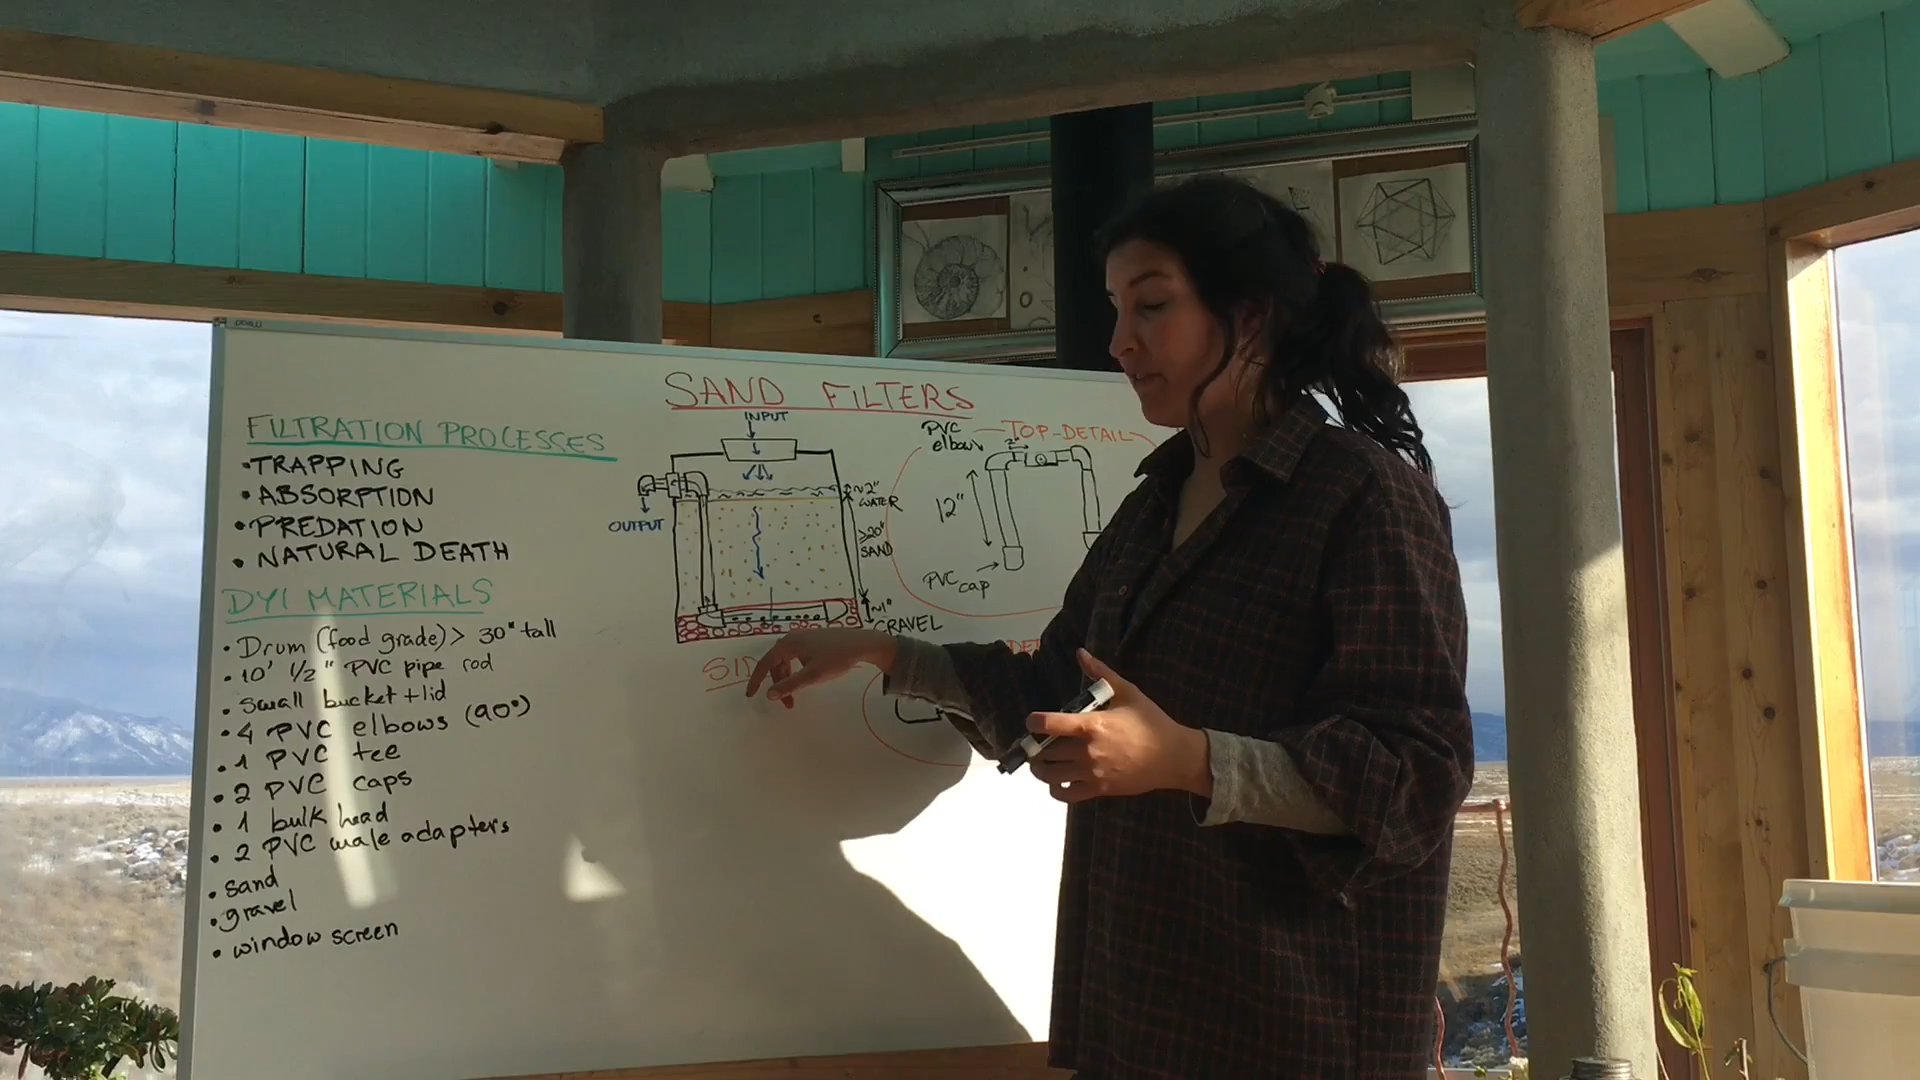 SAND FILTERS
FILTRATION PROCESSES
• TRAPPING
• ABSORPTION
• PREDATION
• NATURAL DEATH
DYI MATERIALS
• Drum (food grade) > 30" tall
• 10' 1/2" PVC pipe rod
• Small bucket + lid
• 4 PVC elbows (90°)
• 1 PVC tee
• 2 PVC caps
• 1 bulk head
• 2 PVC male adapters
• sand
• gravel
• window screen
INPUT
OUTPUT
~2"
WATER
≥20"
SAND
~1"
GRAVEL
SID
PVC
elbow
TOP-DETAIL
2"
12"
PVC
cap
DE